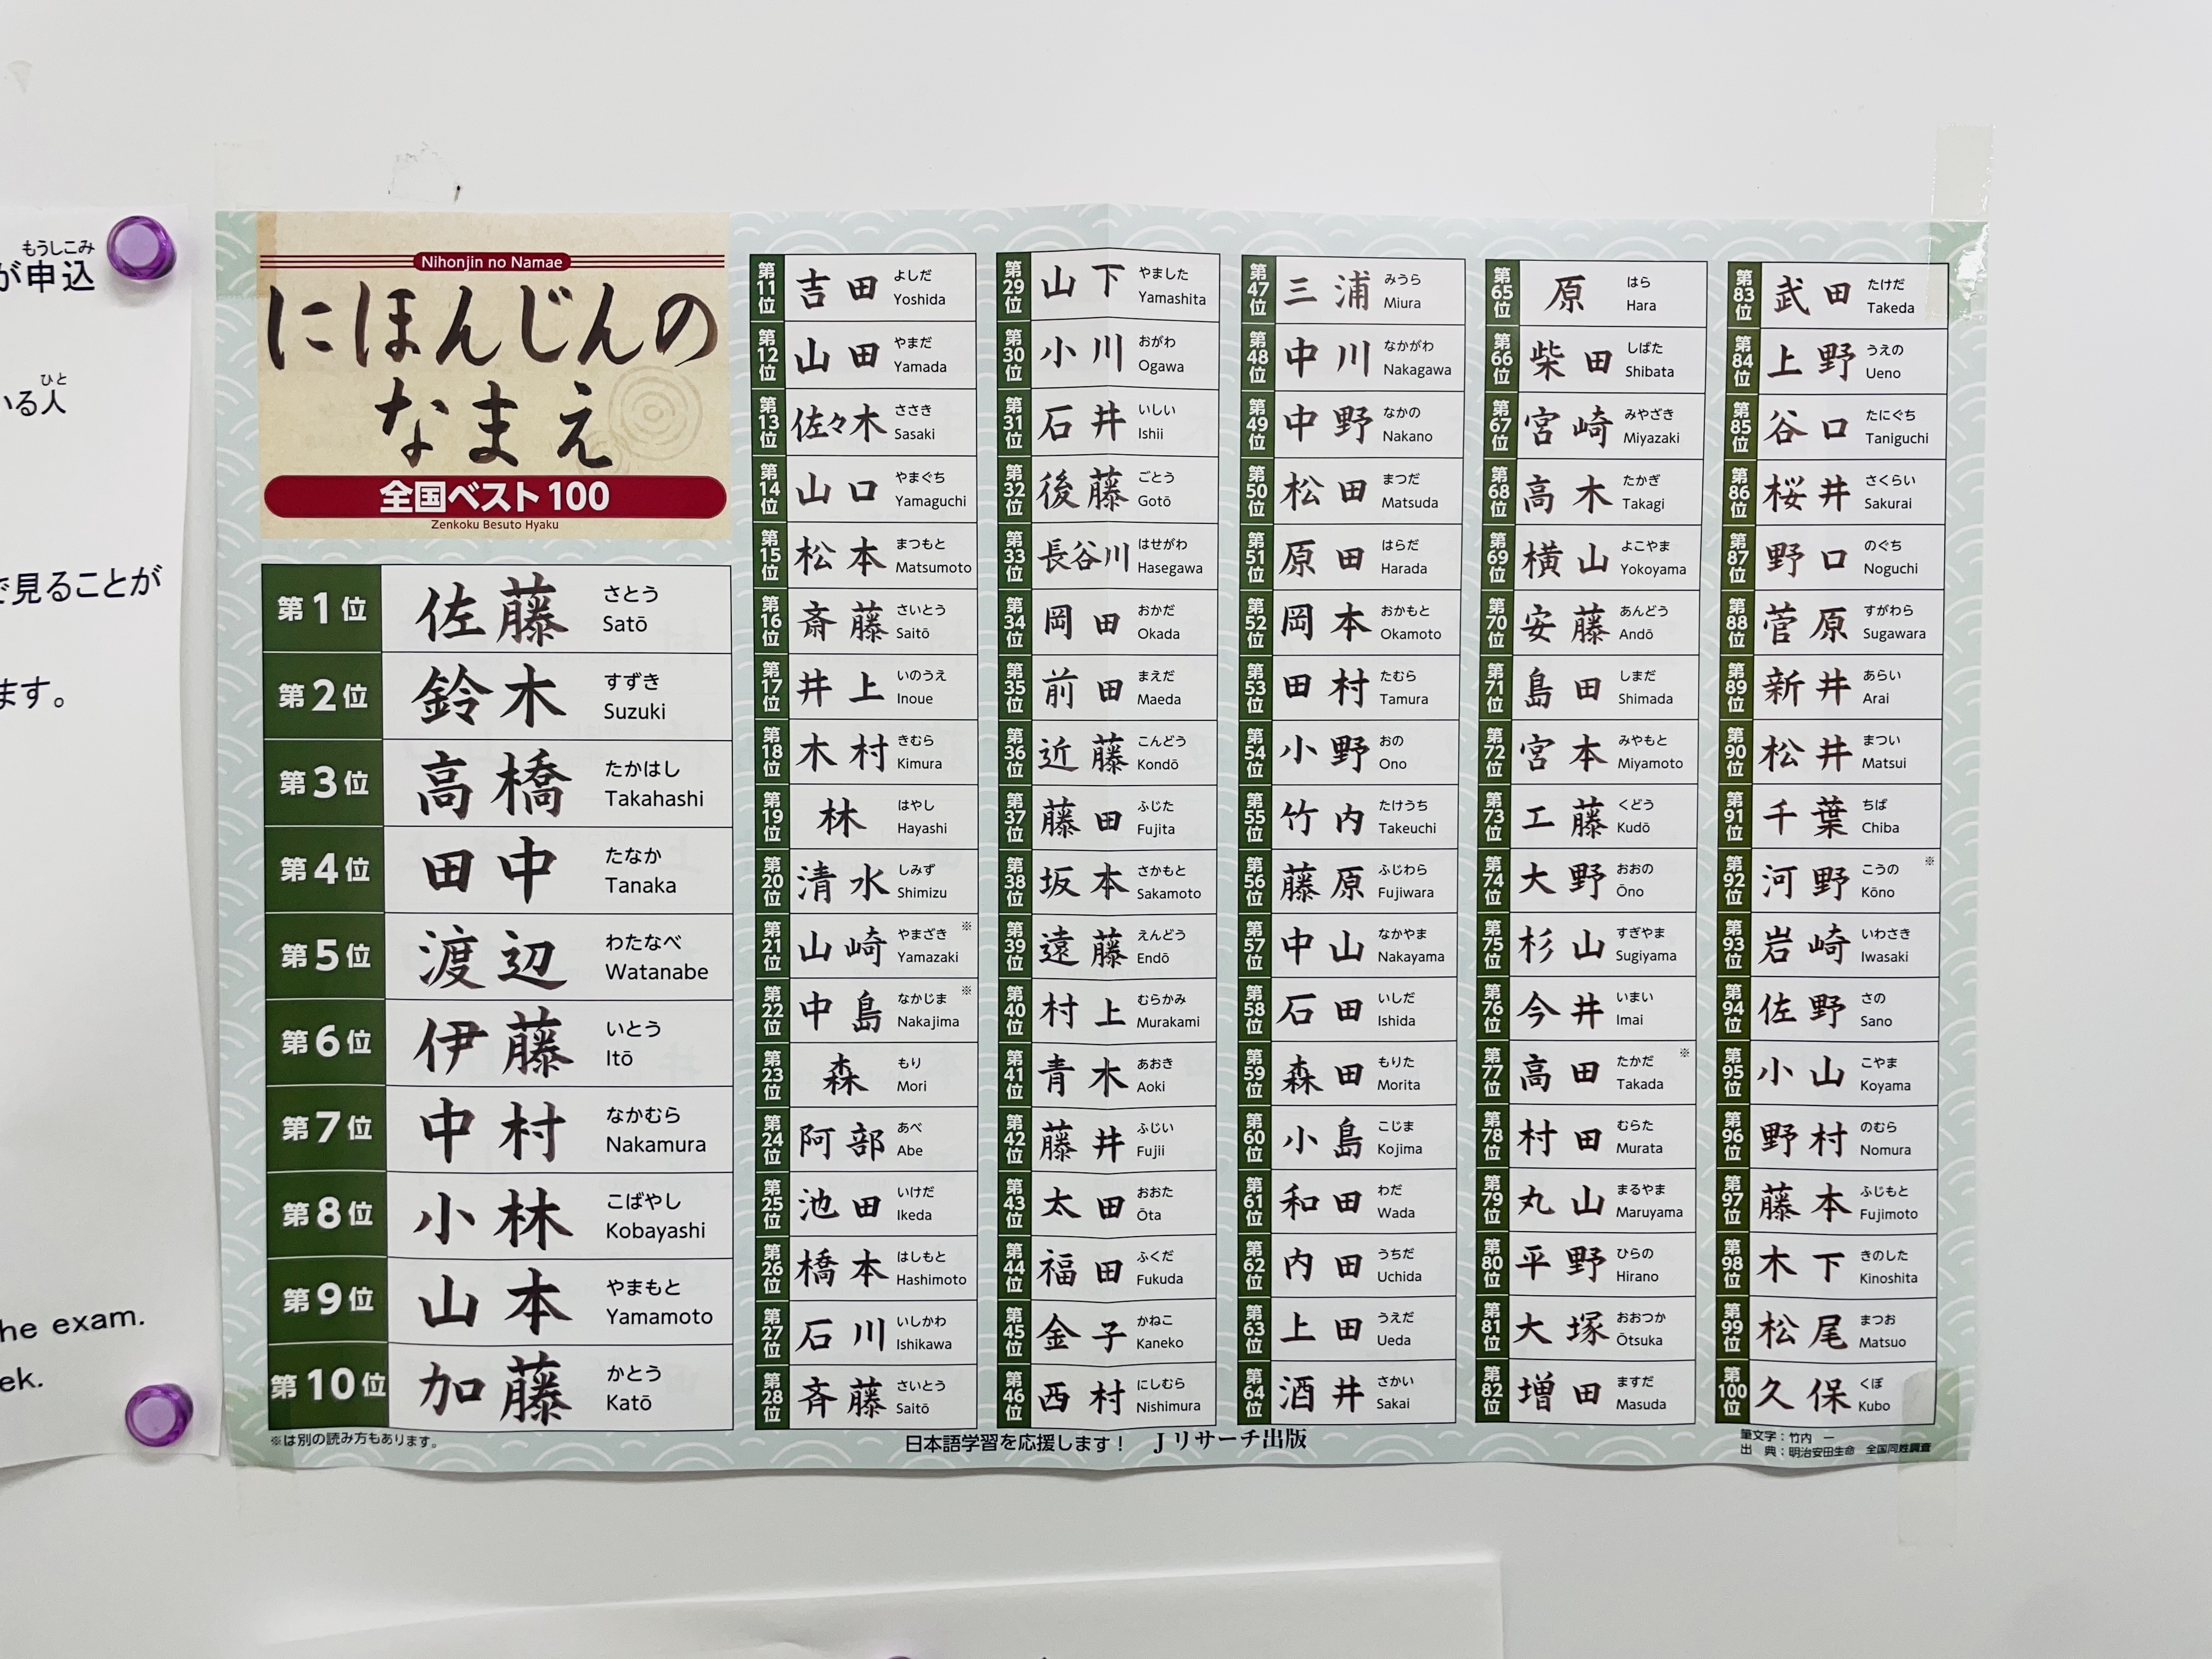 もうしこみ
が申込
ひと
いる人
で見ることが
ます。
he exam.
ek.
Nihonjin no Namae
にほんじんの
なまえ
全国ベスト100
Zenkoku Besuto Hyaku
第1位 佐藤 さとう Satō
第2位 鈴木 すずき Suzuki
第3位 高橋 たかはし Takahashi
第4位 田中 たなか Tanaka
第5位 渡辺 わたなべ Watanabe
第6位 伊藤 いとう Itō
第7位 中村 なかむら Nakamura
第8位 小林 こばやし Kobayashi
第9位 山本 やまもと Yamamoto
第10位 加藤 かとう Katō
第11位 吉田 よしだ Yoshida
第12位 山田 やまだ Yamada
第13位 佐々木 ささき Sasaki
第14位 山口 やまぐち Yamaguchi
第15位 松本 まつもと Matsumoto
第16位 斎藤 さいとう Saitō
第17位 井上 いのうえ Inoue
第18位 木村 きむら Kimura
第19位 林 はやし Hayashi
第20位 清水 しみず Shimizu
第21位 山崎 やまざき Yamazaki ※
第22位 中島 なかじま Nakajima ※
第23位 森 もり Mori
第24位 阿部 あべ Abe
第25位 池田 いけだ Ikeda
第26位 橋本 はしもと Hashimoto
第27位 石川 いしかわ Ishikawa
第28位 斉藤 さいとう Saitō
第29位 山下 やました Yamashita
第30位 小川 おがわ Ogawa
第31位 石井 いしい Ishii
第32位 後藤 ごとう Gotō
第33位 長谷川 はせがわ Hasegawa
第34位 岡田 おかだ Okada
第35位 前田 まえだ Maeda
第36位 近藤 こんどう Kondō
第37位 藤田 ふじた Fujita
第38位 坂本 さかもと Sakamoto
第39位 遠藤 えんどう Endō
第40位 村上 むらかみ Murakami
第41位 青木 あおき Aoki
第42位 藤井 ふじい Fujii
第43位 太田 おおた Ōta
第44位 福田 ふくだ Fukuda
第45位 金子 かねこ Kaneko
第46位 西村 にしむら Nishimura
第47位 三浦 みうら Miura
第48位 中川 なかがわ Nakagawa
第49位 中野 なかの Nakano
第50位 松田 まつだ Matsuda
第51位 原田 はらだ Harada
第52位 岡本 おかもと Okamoto
第53位 田村 たむら Tamura
第54位 小野 おの Ono
第55位 竹内 たけうち Takeuchi
第56位 藤原 ふじわら Fujiwara
第57位 中山 なかやま Nakayama
第58位 石田 いしだ Ishida
第59位 森田 もりた Morita
第60位 小島 こじま Kojima
第61位 和田 わだ Wada
第62位 内田 うちだ Uchida
第63位 上田 うえだ Ueda
第64位 酒井 さかい Sakai
第65位 原 はら Hara
第66位 柴田 しばた Shibata
第67位 宮崎 みやざき Miyazaki
第68位 高木 たかぎ Takagi
第69位 横山 よこやま Yokoyama
第70位 安藤 あんどう Andō
第71位 島田 しまだ Shimada
第72位 宮本 みやもと Miyamoto
第73位 工藤 くどう Kudō
第74位 大野 おおの Ōno
第75位 杉山 すぎやま Sugiyama
第76位 今井 いまい Imai
第77位 高田 たかだ Takada ※
第78位 村田 むらた Murata
第79位 丸山 まるやま Maruyama
第80位 平野 ひらの Hirano
第81位 大塚 おおつか Ōtsuka
第82位 増田 ますだ Masuda
第83位 武田 たけだ Takeda
第84位 上野 うえの Ueno
第85位 谷口 たにぐち Taniguchi
第86位 桜井 さくらい Sakurai
第87位 野口 のぐち Noguchi
第88位 菅原 すがわら Sugawara
第89位 新井 あらい Arai
第90位 松井 まつい Matsui
第91位 千葉 ちば Chiba
第92位 河野 こうの Kōno ※
第93位 岩崎 いわさき Iwasaki
第94位 佐野 さの Sano
第95位 小山 こやま Koyama
第96位 野村 のむら Nomura
第97位 藤本 ふじもと Fujimoto
第98位 木下 きのした Kinoshita
第99位 松尾 まつお Matsuo
第100位 久保 くぼ Kubo
※は別の読み方もあります。
日本語学習を応援します！ Jリサーチ出版
筆文字：竹内 一
出 典：明治安田生命 全国同姓調査